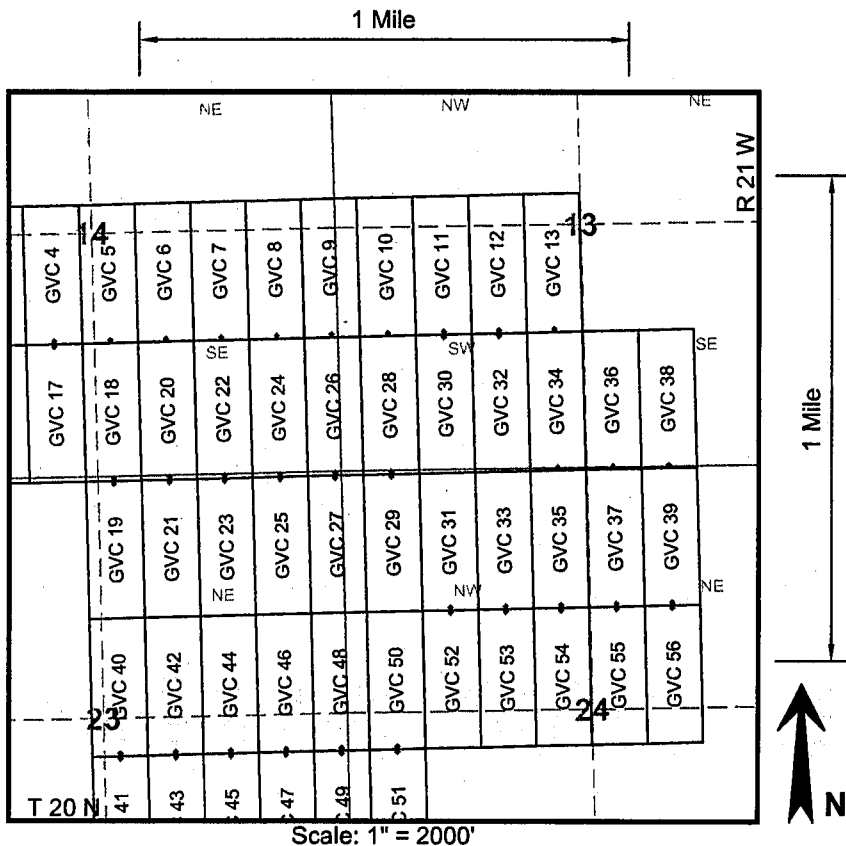 1 Mile
NE NW NE
R 21 W
14 13
GVC 4 GVC 5 GVC 6 GVC 7 GVC 8 GVC 9 GVC 10 GVC 11 GVC 12 GVC 13
SE SW SE
GVC 17 GVC 18 GVC 20 GVC 22 GVC 24 GVC 26 GVC 28 GVC 30 GVC 32 GVC 34 GVC 36 GVC 38
1 Mile
GVC 19 GVC 21 GVC 23 GVC 25 GVC 27 GVC 29 GVC 31 GVC 33 GVC 35 GVC 37 GVC 39
NE NW NE
GVC 40 GVC 42 GVC 44 GVC 46 GVC 48 GVC 50 GVC 52 GVC 53 GVC 54 GVC 55 GVC 56
23 24
T 20 N 41 43 C 45 C 47 C 49 C 51
N
Scale: 1" = 2000'